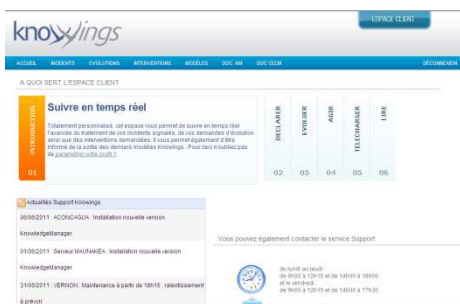 knowings
ESPACE CLIENT
ACCUEIL INCIDENTS EVOLUTIONS INTERVENTIONS MODÈLES DOC. KM DOC CECM DÉCONNEXION
A QUOI SERT L'ESPACE CLIENT
INTRODUCTION
01
Suivre en temps réel
Totalement personnalisé, cet espace vous permet de suivre en temps réel
l'avancée du traitement de vos incidents signalés, de vos demandes d'évolution
ainsi que des interventions demandées. Il vous permet également d'être
informé de la sortie des derniers modèles Knowings. Pour ceci n'oubliez pas
de paramétrer votre profil !
DECLARER
02
EVOLUER
03
AGIR
04
TELECHARGER
05
LIRE
06
Actualités Support Knowings
06/06/2011 : ACONCAGUA : Installation nouvelle version
KnowledgeManager
01/06/2011 : Serveur MAUNAKEA : Installation nouvelle version
KnowledgeManager
31/05/2011 : VERNON : Maintenance à partir de 18h15 : ralentissement
à prévoir
Vous pouvez également contacter le service Support
du lundi au jeudi
de 9h00 à 12h15 et de 14h00 à 18h00
et le vendredi
de 9h00 à 12h15 et de 14h00 à 17h30